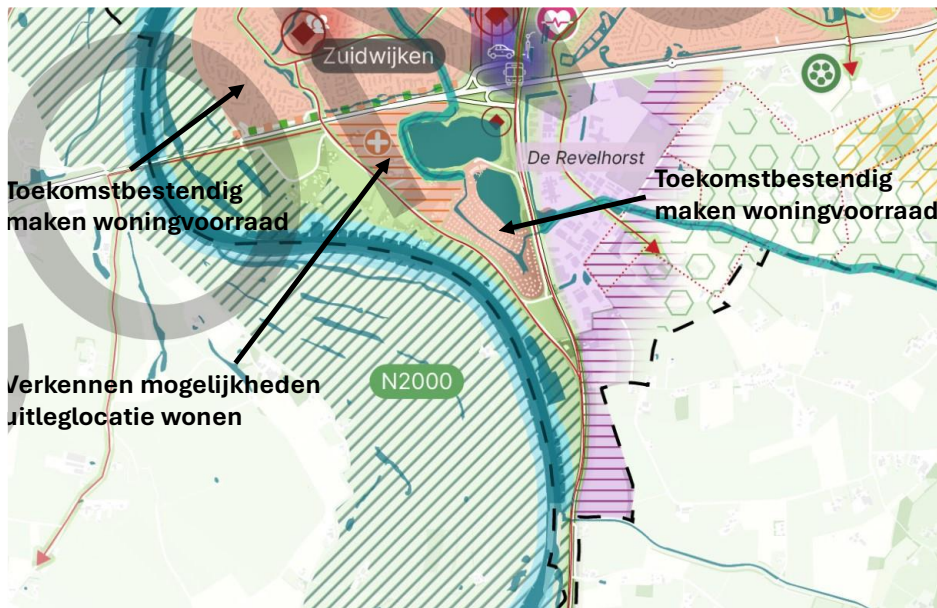 Zuidwijken
De Revelhorst
Toekomstbestendig
maken woningvoorraad
Toekomstbestendig
maken woningvoorraad
Verkennen mogelijkheden
uitleglocatie wonen
N2000